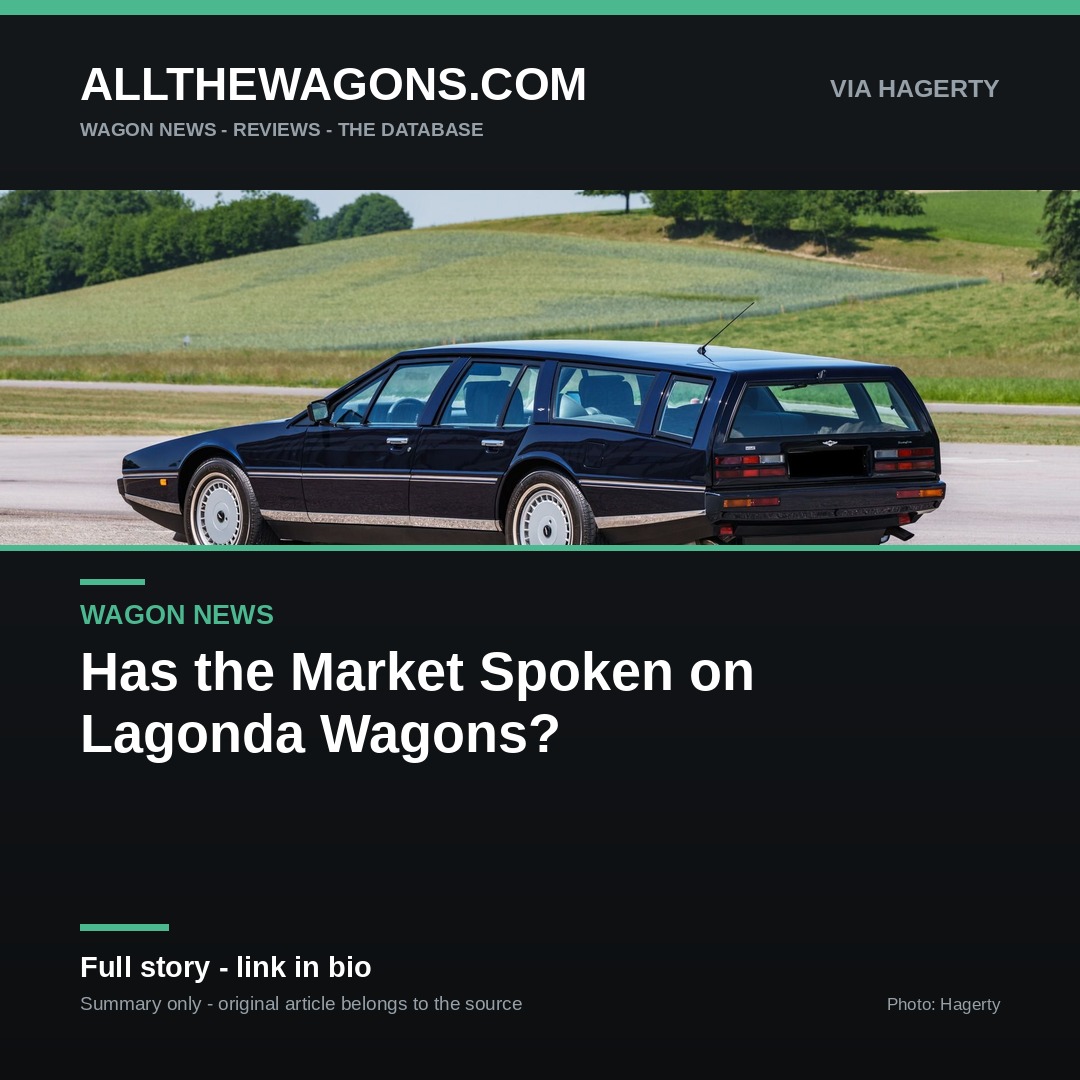 ALLTHEWAGONS.COM
VIA HAGERTY
WAGON NEWS - REVIEWS - THE DATABASE
WAGON NEWS
Has the Market Spoken on
Lagonda Wagons?
Full story - link in bio
Summary only - original article belongs to the source
Photo: Hagerty